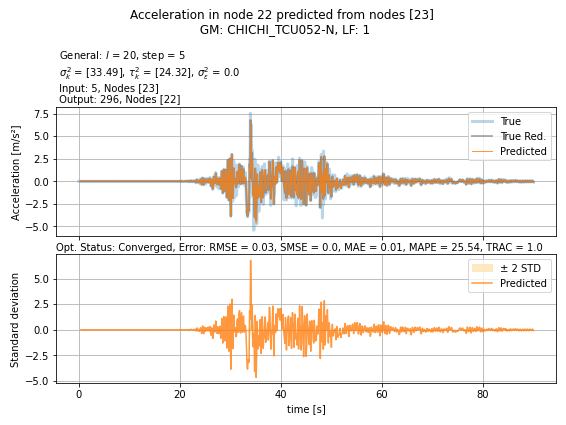 Acceleration in node 22 predicted from nodes [23]
GM: CHICHI_TCU052-N, LF: 1
General: l = 20, step = 5
σ²ₖ = [33.49], τ²ₖ = [24.32], σ²ε = 0.0
Input: 5, Nodes [23]
Output: 296, Nodes [22]
Acceleration [m/s²]
7.5
5.0
2.5
0.0
−2.5
−5.0
True
True Red.
Predicted
Opt. Status: Converged, Error: RMSE = 0.03, SMSE = 0.0, MAE = 0.01, MAPE = 25.54, TRAC = 1.0
Standard deviation
5.0
2.5
0.0
−2.5
−5.0
± 2 STD
Predicted
0
20
40
60
80
time [s]